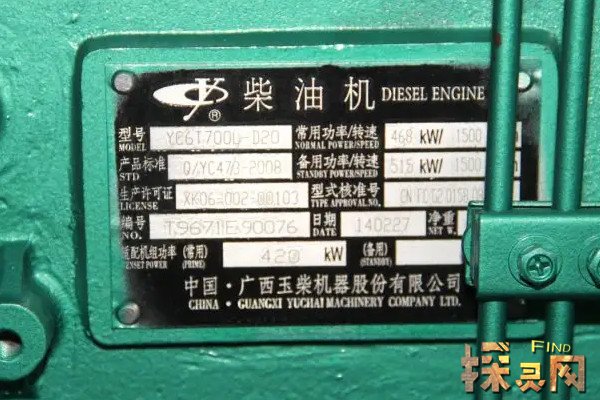 ® 柴油机 DIESEL ENGINE
型号 YC6T700L-D20 常用功率/转速 468 kW/ 1500
MODEL NORMAL POWER/SPEED
产品标准 Q/YC473-2008 备用功率/转速 515 kW/ 1500
STD STANDBY POWER/SPEED
生产许可证 XK06-002-00103 型式核准号
LICENSE TYPE APPROVAL NO.
编号 日期 140227 净重
NO. DATE NET W.
适配机组功率 (常用) 420 kW (备用)
GENSET POWER (PRIME) (STANDBY)
中国·广西玉柴机器股份有限公司
CHINA · GUANGXI YUCHAI MACHINERY COMPANY LTD.
FIND
探灵网